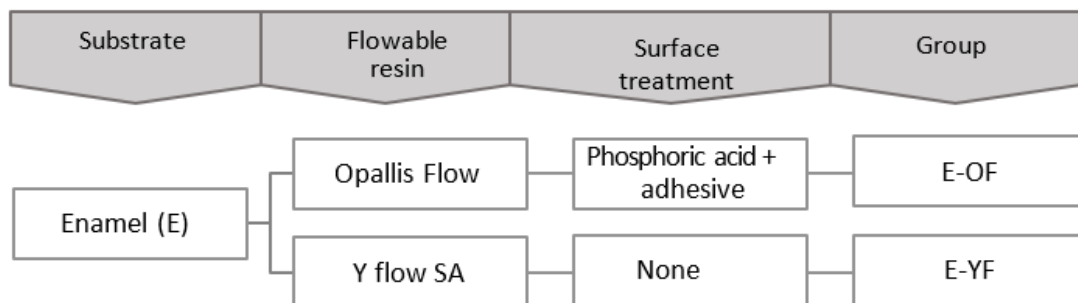 Substrate
Flowable
resin
Surface
treatment
Group
Opallis Flow
Phosphoric acid +
adhesive
E-OF
Enamel (E)
Y flow SA
None
E-YF